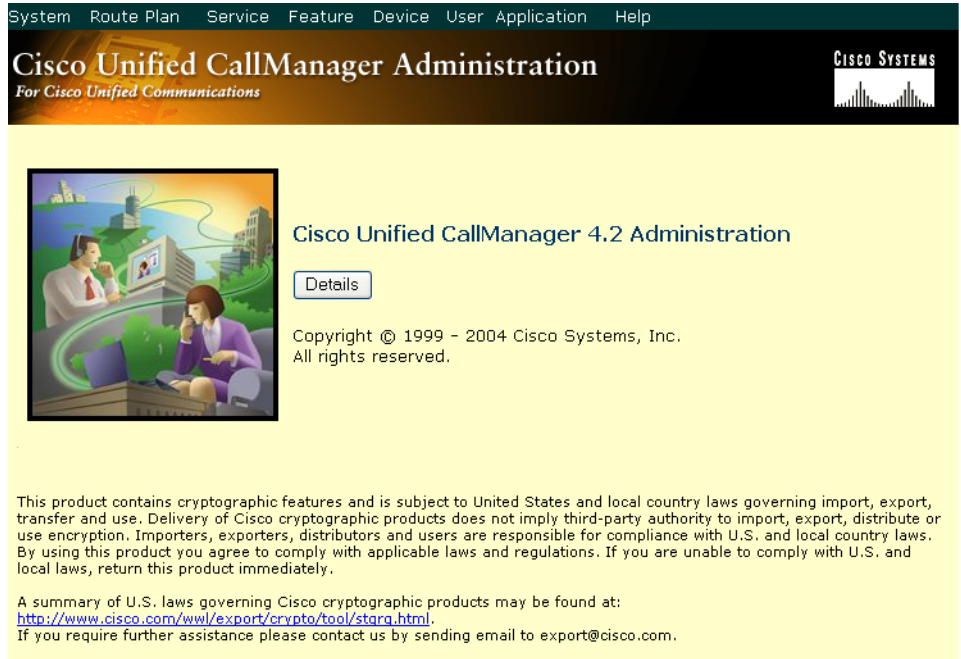 System Route Plan Service Feature Device User Application Help
Cisco Unified CallManager Administration
For Cisco Unified Communications
CISCO SYSTEMS
Cisco Unified CallManager 4.2 Administration
Details
Copyright © 1999 - 2004 Cisco Systems, Inc.
All rights reserved.
This product contains cryptographic features and is subject to United States and local country laws governing import, export,
transfer and use. Delivery of Cisco cryptographic products does not imply third-party authority to import, export, distribute or
use encryption. Importers, exporters, distributors and users are responsible for compliance with U.S. and local country laws.
By using this product you agree to comply with applicable laws and regulations. If you are unable to comply with U.S. and
local laws, return this product immediately.
A summary of U.S. laws governing Cisco cryptographic products may be found at:
http://www.cisco.com/wwl/export/crypto/tool/stqrg.html.
If you require further assistance please contact us by sending email to export@cisco.com.